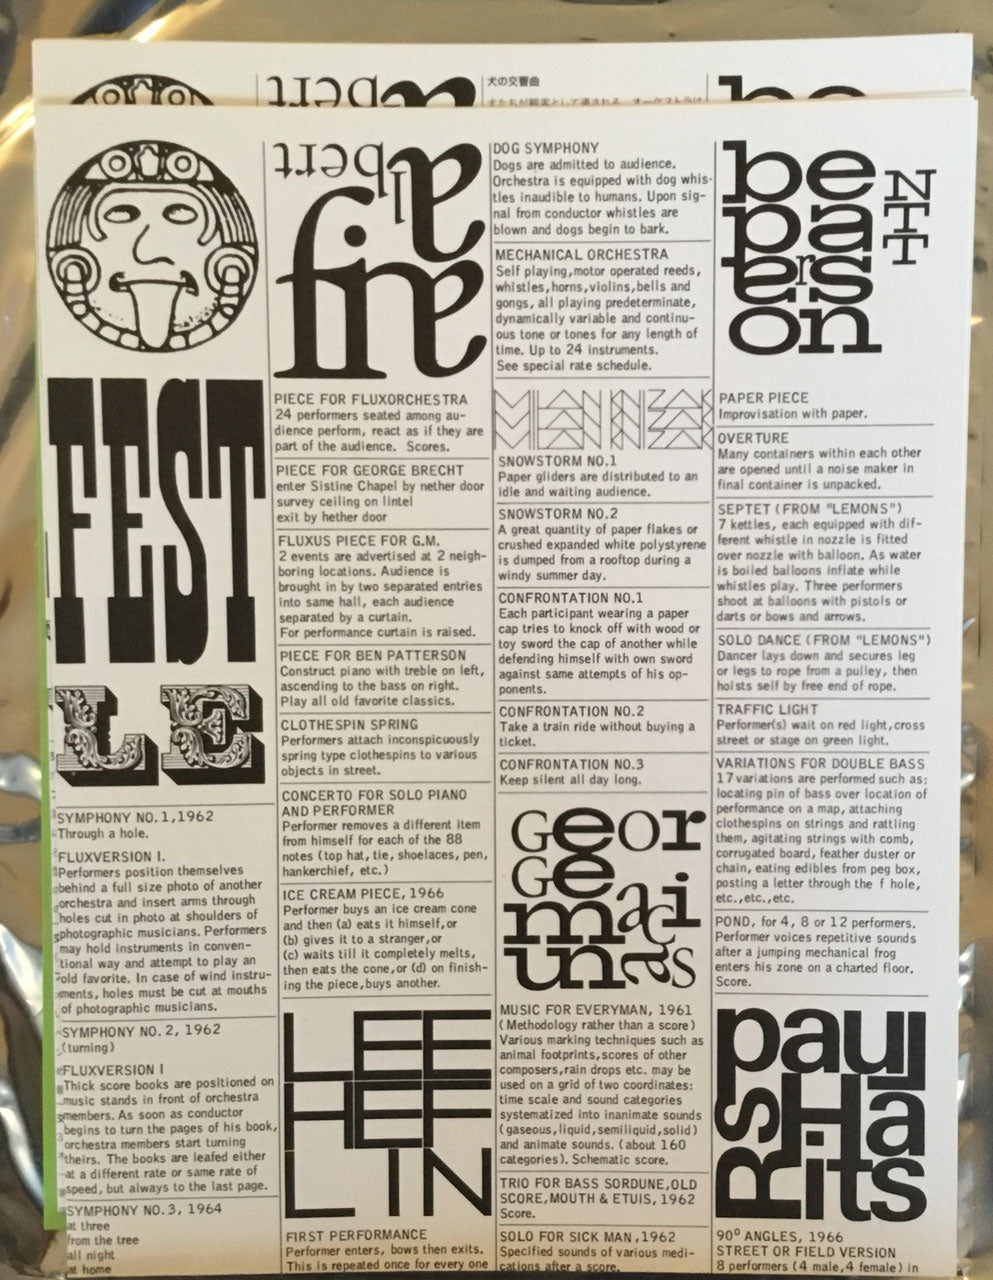 犬の交響曲
FEST
LE
SYMPHONY NO. 1,1962
Through a hole.
FLUXVERSION I.
Performers position themselves
behind a full size photo of another
orchestra and insert arms through
holes cut in photo at shoulders of
photographic musicians. Performers
may hold instruments in conven-
tional way and attempt to play an
old favorite. In case of wind instru-
ments, holes must be cut at mouths
of photographic musicians.
SYMPHONY NO. 2, 1962
(turning)
FLUXVERSION I
Thick score books are positioned on
music stands in front of orchestra
members. As soon as conductor
begins to turn the pages of his book,
orchestra members start turning
theirs. The books are leafed either
at a different rate or same rate of
speed, but always to the last page.
SYMPHONY NO. 3, 1964
at three
from the tree
all night
at home
albert
fine
PIECE FOR FLUXORCHESTRA
24 performers seated among au-
dience perform, react as if they are
part of the audience. Scores.
PIECE FOR GEORGE BRECHT
enter Sistine Chapel by nether door
survey ceiling on lintel
exit by hether door
FLUXUS PIECE FOR G.M.
2 events are advertised at 2 neigh-
boring locations. Audience is
brought in by two separated entries
into same hall, each audience
separated by a curtain.
For performance curtain is raised.
PIECE FOR BEN PATTERSON
Construct piano with treble on left,
ascending to the bass on right.
Play all old favorite classics.
CLOTHESPIN SPRING
Performers attach inconspicuously
spring type clothespins to various
objects in street.
CONCERTO FOR SOLO PIANO
AND PERFORMER
Performer removes a different item
from himself for each of the 88
notes (top hat, tie, shoelaces, pen,
hankerchief, etc.)
ICE CREAM PIECE, 1966
Performer buys an ice cream cone
and then (a) eats it himself,or
(b) gives it to a stranger,or
(c) waits till it completely melts,
then eats the cone,or (d) on finish-
ing the piece,buys another.
LEE
HEF
LIN
FIRST PERFORMANCE
Performer enters, bows then exits.
This is repeated once for every one
DOG SYMPHONY
Dogs are admitted to audience.
Orchestra is equipped with dog whis-
tles inaudible to humans. Upon sig-
nal from conductor whistles are
blown and dogs begin to bark.
MECHANICAL ORCHESTRA
Self playing,motor operated reeds,
whistles,horns,violins,bells and
gongs, all playing predeterminate,
dynamically variable and continu-
ous tone or tones for any length of
time. Up to 24 instruments.
See special rate schedule.
SNOWSTORM NO.1
Paper gliders are distributed to an
idle and waiting audience.
SNOWSTORM NO.2
A great quantity of paper flakes or
crushed expanded white polystyrene
is dumped from a rooftop during a
windy summer day.
CONFRONTATION NO.1
Each participant wearing a paper
cap tries to knock off with wood or
toy sword the cap of another while
defending himself with own sword
against same attempts of his op-
ponents.
CONFRONTATION NO.2
Take a train ride without buying a
ticket.
CONFRONTATION NO.3
Keep silent all day long.
GeOr
Ge
maci
unas
MUSIC FOR EVERYMAN, 1961
(Methodology rather than a score)
Various marking techniques such as
animal footprints,scores of other
composers,rain drops etc. may be
used on a grid of two coordinates:
time scale and sound categories
systematized into inanimate sounds
(gaseous,liquid,semiliquid,solid)
and animate sounds. (about 160
categories). Schematic score.
TRIO FOR BASS SORDUNE,OLD
SCORE,MOUTH & ETUIS, 1962
Score.
SOLO FOR SICK MAN ,1962
Specified sounds of various medi-
cations after a score.
beN
paTT
erson
PAPER PIECE
Improvisation with paper.
OVERTURE
Many containers within each other
are opened until a noise maker in
final container is unpacked.
SEPTET (FROM "LEMONS")
7 kettles, each equipped with dif-
ferent whistle in nozzle is fitted
over nozzle with balloon. As water
is boiled balloons inflate while
whistles play. Three performers
shoot at balloons with pistols or
darts or bows and arrows.
SOLO DANCE (FROM "LEMONS")
Dancer lays down and secures leg
or legs to rope from a pulley, then
hoists self by free end of rope.
TRAFFIC LIGHT
Performer(s) wait on red light,cross
street or stage on green light.
VARIATIONS FOR DOUBLE BASS
17 variations are performed such as:
locating pin of bass over location of
performance on a map, attaching
clothespins on strings and rattling
them, agitating strings with comb,
corrugated board, feather duster or
chain, eating edibles from peg box,
posting a letter through the f hole,
etc.,etc.,etc.
POND, for 4, 8 or 12 performers.
Performer voices repetitive sounds
after a jumping mechanical frog
enters his zone on a charted floor.
Score.
paul
sHa
Rits
90° ANGLES, 1966
STREET OR FIELD VERSION
8 performers (4 male,4 female) in